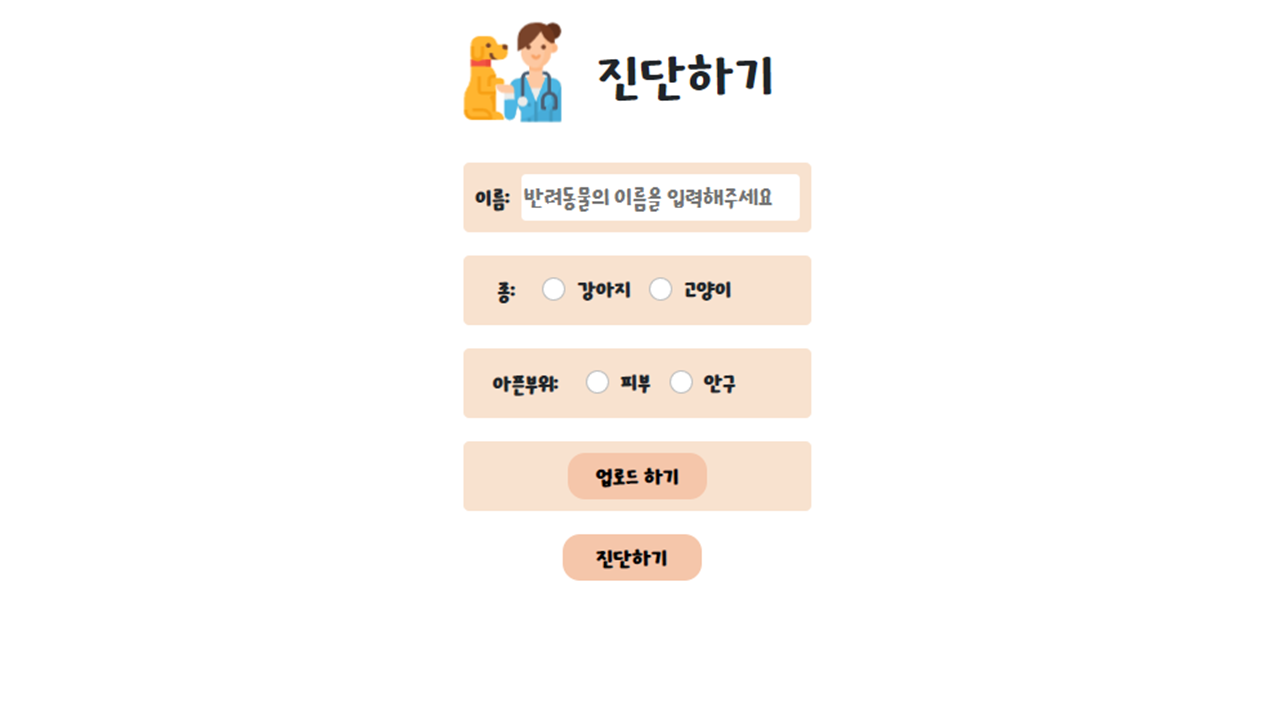 진단하기
이름: 반려동물의 이름을 입력해주세요
종: 강아지 고양이
아픈부위: 피부 안구
업로드 하기
진단하기